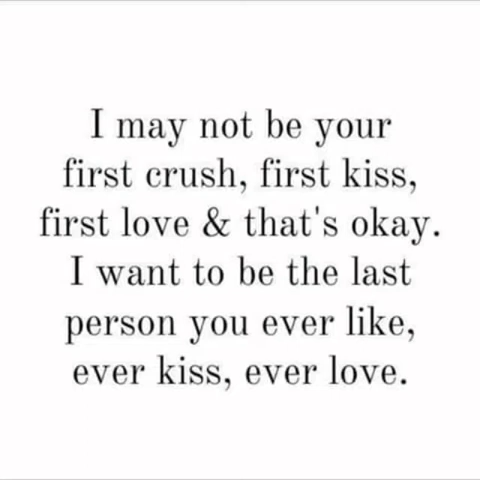 I may not be your
first crush, first kiss,
first love & that's okay.
I want to be the last
person you ever like,
ever kiss, ever love.